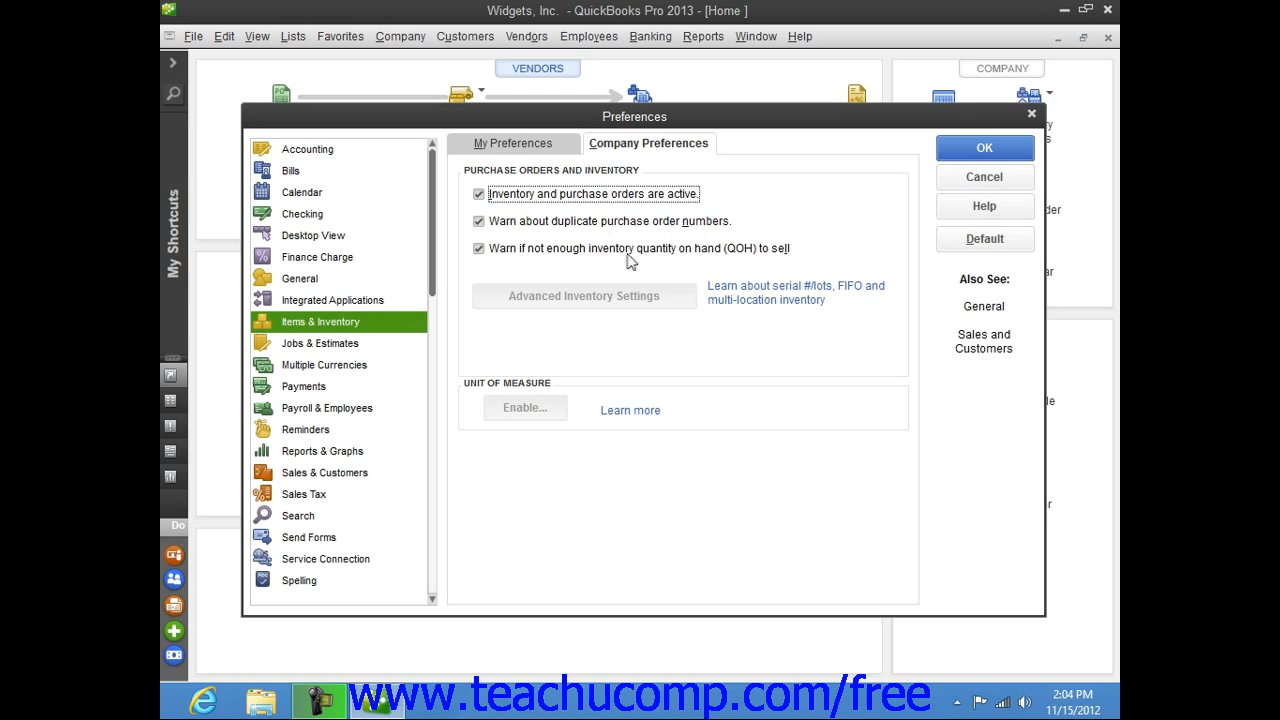 Widgets, Inc. - QuickBooks Pro 2013 - [Home ]
File Edit View Lists Favorites Company Customers Vendors Employees Banking Reports Window Help
VENDORS
COMPANY
My Shortcuts
Do
Preferences
Accounting
Bills
Calendar
Checking
Desktop View
Finance Charge
General
Integrated Applications
Items & Inventory
Jobs & Estimates
Multiple Currencies
Payments
Payroll & Employees
Reminders
Reports & Graphs
Sales & Customers
Sales Tax
Search
Send Forms
Service Connection
Spelling
My Preferences
Company Preferences
PURCHASE ORDERS AND INVENTORY
Inventory and purchase orders are active.
Warn about duplicate purchase order numbers.
Warn if not enough inventory quantity on hand (QOH) to sell
Advanced Inventory Settings
Learn about serial #/lots, FIFO and
multi-location inventory
UNIT OF MEASURE
Enable...
Learn more
OK
Cancel
Help
Default
Also See:
General
Sales and
Customers
www.teachucomp.com/free
2:04 PM
11/15/2012